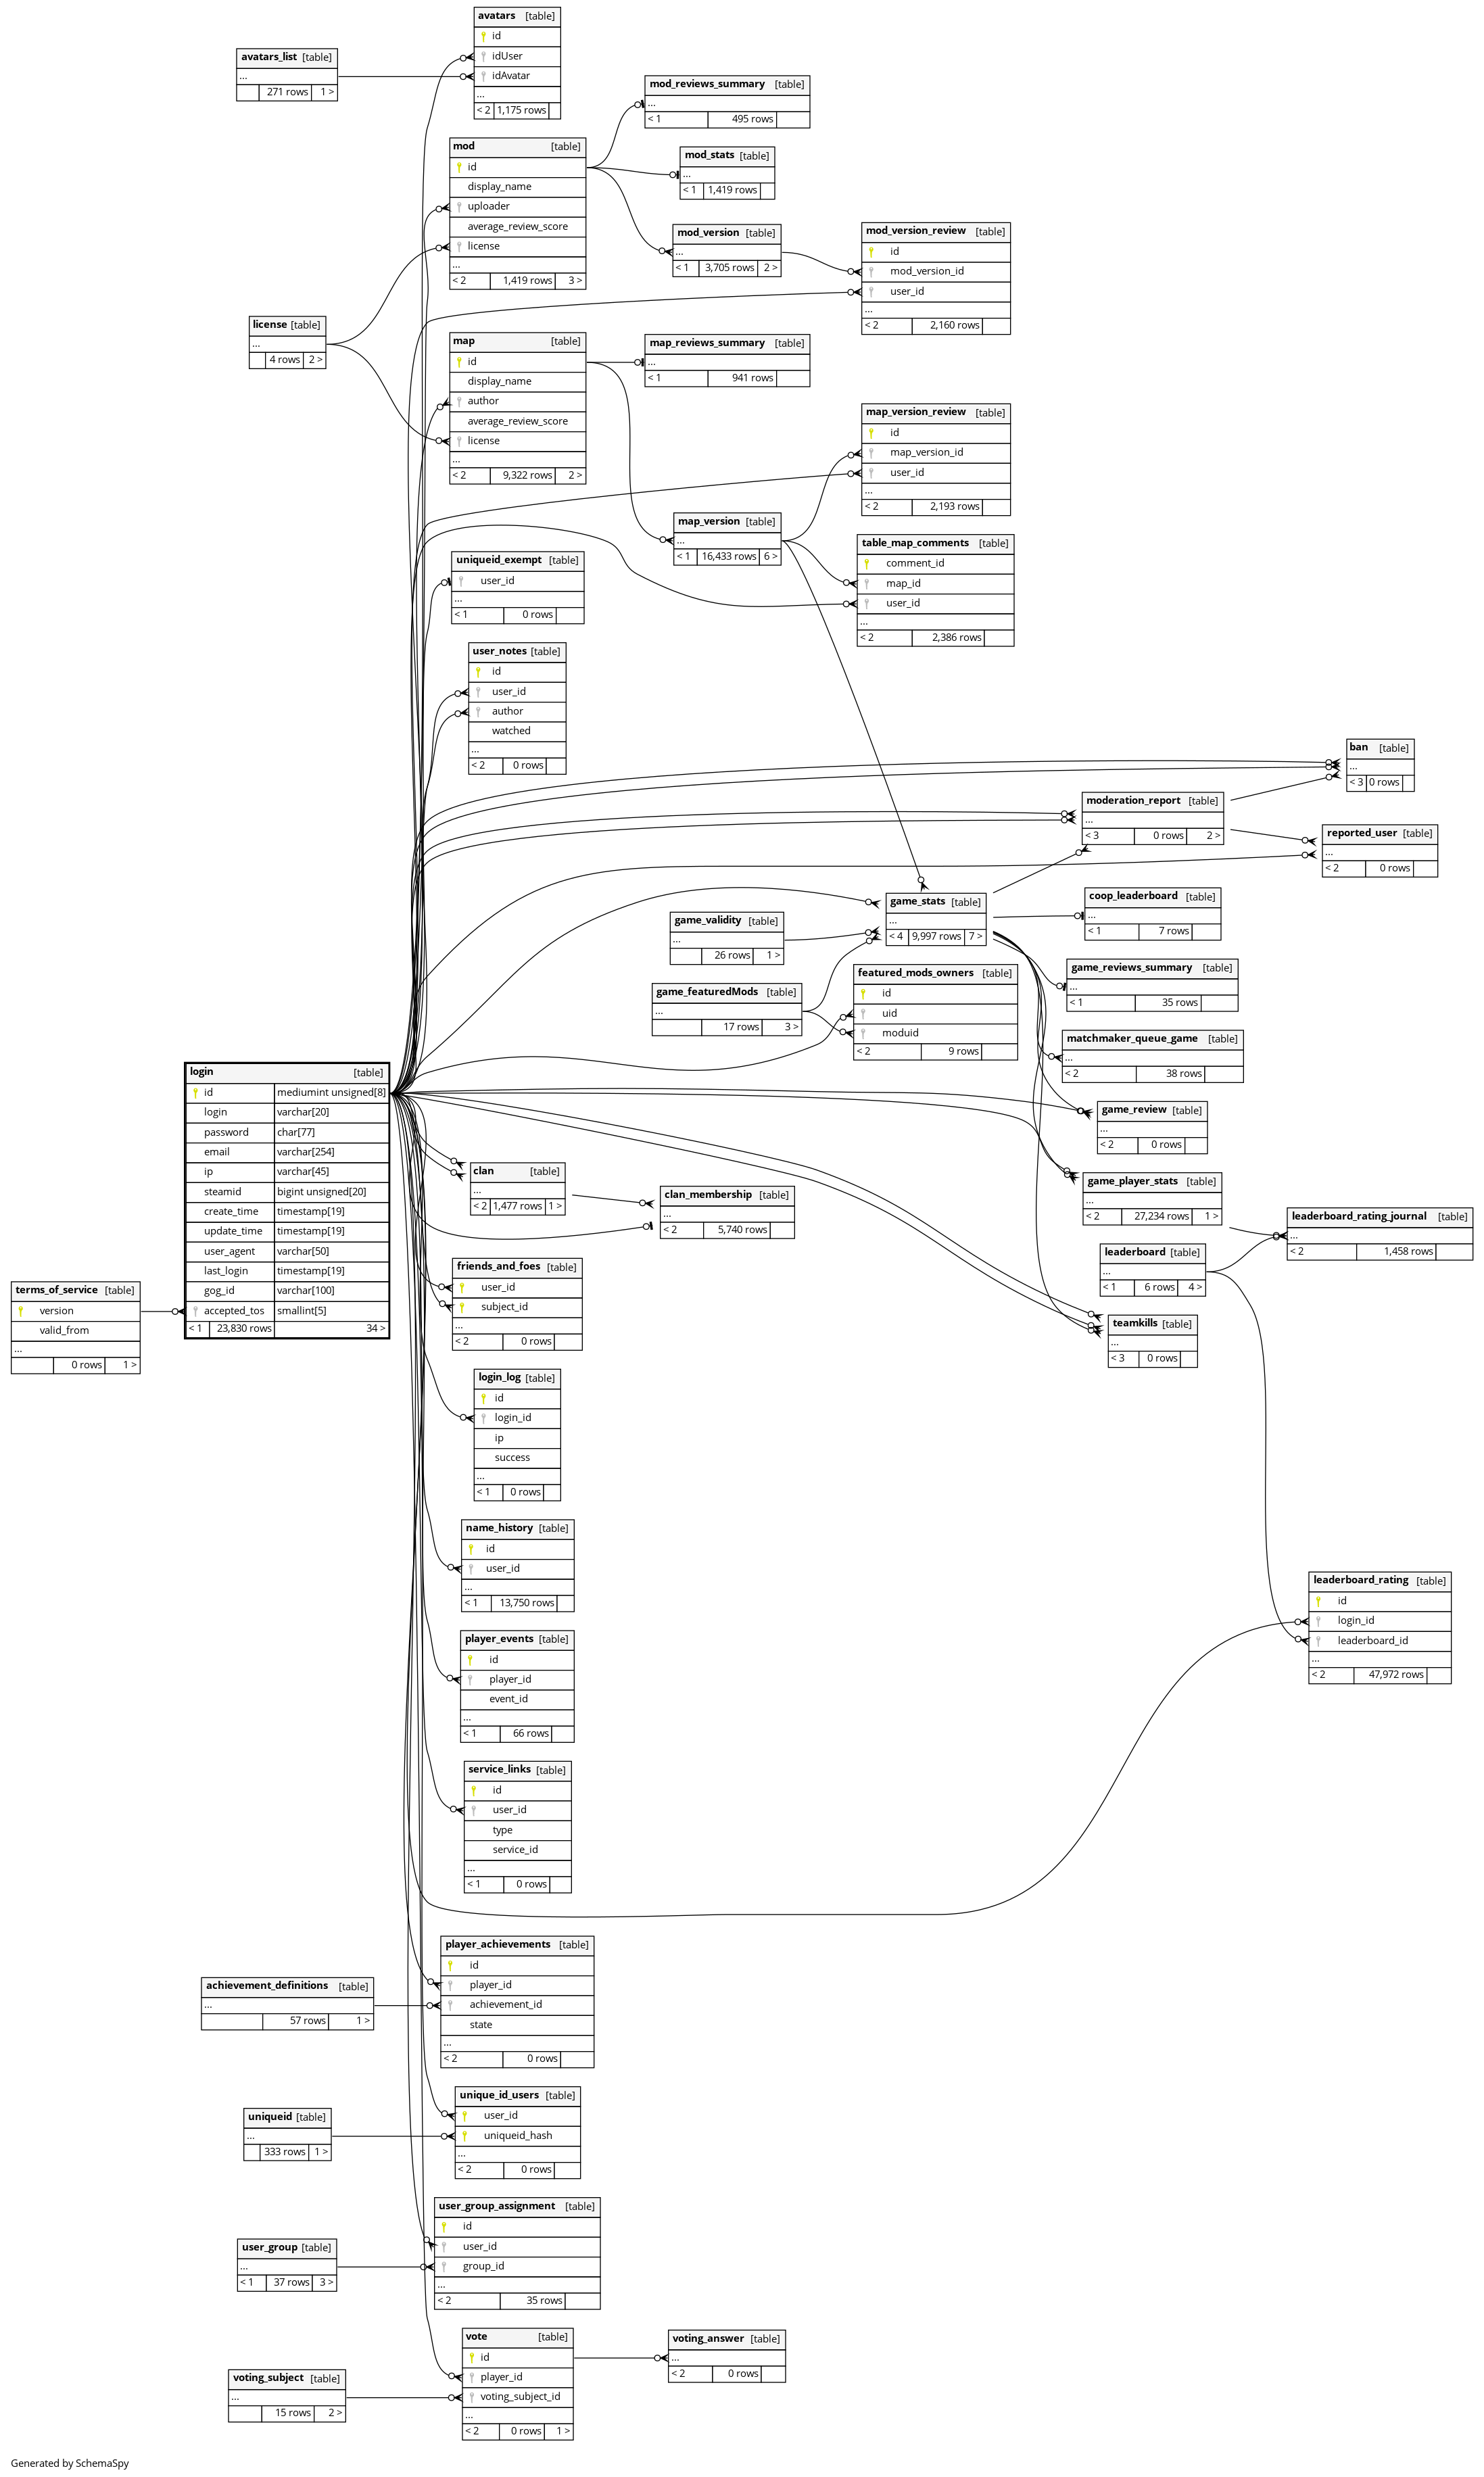 avatars [table]
id
idUser
idAvatar
...
< 2 1,175 rows
avatars_list [table]
...
271 rows 1 >
mod_reviews_summary [table]
...
< 1 495 rows
mod [table]
id
display_name
uploader
average_review_score
license
...
< 2 1,419 rows 3 >
mod_stats [table]
...
< 1 1,419 rows
mod_version [table]
...
< 1 3,705 rows 2 >
mod_version_review [table]
id
mod_version_id
user_id
...
< 2 2,160 rows
license [table]
...
4 rows 2 >
map [table]
id
display_name
author
average_review_score
license
...
< 2 9,322 rows 2 >
map_reviews_summary [table]
...
< 1 941 rows
map_version_review [table]
id
map_version_id
user_id
...
< 2 2,193 rows
map_version [table]
...
< 1 16,433 rows 6 >
table_map_comments [table]
comment_id
map_id
user_id
...
< 2 2,386 rows
uniqueid_exempt [table]
user_id
...
< 1 0 rows
user_notes [table]
id
user_id
author
watched
...
< 2 0 rows
ban [table]
...
< 3 0 rows
moderation_report [table]
...
< 3 0 rows 2 >
reported_user [table]
...
< 2 0 rows
game_stats [table]
...
< 4 9,997 rows 7 >
coop_leaderboard [table]
...
< 1 7 rows
game_validity [table]
...
26 rows 1 >
game_reviews_summary [table]
...
< 1 35 rows
featured_mods_owners [table]
id
uid
moduid
...
< 2 9 rows
game_featuredMods [table]
...
17 rows 3 >
matchmaker_queue_game [table]
...
< 2 38 rows
login [table]
id mediumint unsigned[8]
login varchar[20]
password char[77]
email varchar[254]
ip varchar[45]
steamid bigint unsigned[20]
create_time timestamp[19]
update_time timestamp[19]
user_agent varchar[50]
last_login timestamp[19]
gog_id varchar[100]
accepted_tos smallint[5]
< 1 23,830 rows 34 >
game_review [table]
...
< 2 0 rows
clan [table]
...
< 2 1,477 rows 1 >
clan_membership [table]
...
< 2 5,740 rows
game_player_stats [table]
...
< 2 27,234 rows 1 >
leaderboard_rating_journal [table]
...
< 2 1,458 rows
leaderboard [table]
...
< 1 6 rows 4 >
friends_and_foes [table]
user_id
subject_id
...
< 2 0 rows
terms_of_service [table]
version
valid_from
...
0 rows 1 >
teamkills [table]
...
< 3 0 rows
login_log [table]
id
login_id
ip
success
...
< 1 0 rows
name_history [table]
id
user_id
...
< 1 13,750 rows
leaderboard_rating [table]
id
login_id
leaderboard_id
...
< 2 47,972 rows
player_events [table]
id
player_id
event_id
...
< 1 66 rows
service_links [table]
id
user_id
type
service_id
...
< 1 0 rows
player_achievements [table]
id
player_id
achievement_id
state
...
< 2 0 rows
achievement_definitions [table]
...
57 rows 1 >
unique_id_users [table]
user_id
uniqueid_hash
...
< 2 0 rows
uniqueid [table]
...
333 rows 1 >
user_group_assignment [table]
id
user_id
group_id
...
< 2 35 rows
user_group [table]
...
< 1 37 rows 3 >
vote [table]
id
player_id
voting_subject_id
...
< 2 0 rows 1 >
voting_answer [table]
...
< 2 0 rows
voting_subject [table]
...
15 rows 2 >
Generated by SchemaSpy